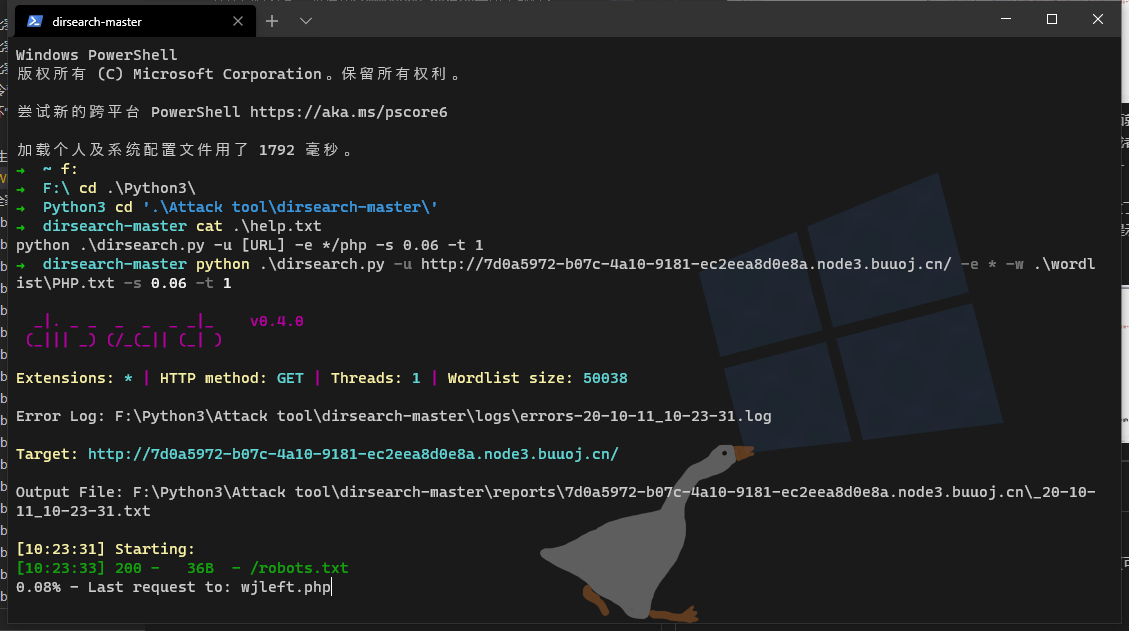 dirsearch-master
Windows PowerShell
版权所有 (C) Microsoft Corporation。保留所有权利。
尝试新的跨平台 PowerShell https://aka.ms/pscore6
加载个人及系统配置文件用了 1792 毫秒。
→ ~ f:
→ F:\ cd .\Python3\
→ Python3 cd '.\Attack tool\dirsearch-master\'
→ dirsearch-master cat .\help.txt
python .\dirsearch.py -u [URL] -e */php -s 0.06 -t 1
→ dirsearch-master python .\dirsearch.py -u http://7d0a5972-b07c-4a10-9181-ec2eea8d0e8a.node3.buuoj.cn/ -e * -w .\wordl
ist\PHP.txt -s 0.06 -t 1
_|. _ _  _  _  _ _|_    v0.4.0
(_||| _) (/_(_|| (_| )
Extensions: * | HTTP method: GET | Threads: 1 | Wordlist size: 50038
Error Log: F:\Python3\Attack tool\dirsearch-master\logs\errors-20-10-11_10-23-31.log
Target: http://7d0a5972-b07c-4a10-9181-ec2eea8d0e8a.node3.buuoj.cn/
Output File: F:\Python3\Attack tool\dirsearch-master\reports\7d0a5972-b07c-4a10-9181-ec2eea8d0e8a.node3.buuoj.cn\_20-10-
11_10-23-31.txt
[10:23:31] Starting:
[10:23:33] 200 -   36B  - /robots.txt
0.08% - Last request to: wjleft.php